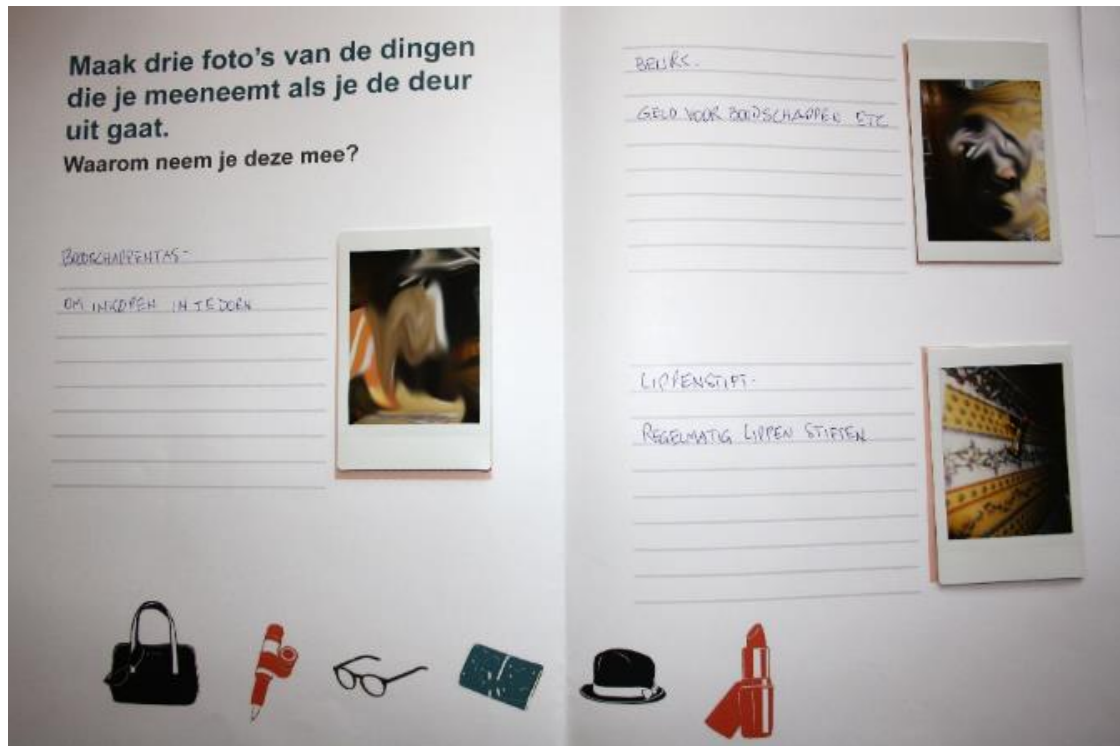 Maak drie foto's van de dingen
die je meeneemt als je de deur
uit gaat.
Waarom neem je deze mee?
BOODSCHAPPENTAS-
OM INKOPEN IN TE DOEN
BEURS.
GELD VOOR BOODSCHAPPEN ETC
LIPPENSTIFT.
REGELMATIG LIPPEN STIFTEN